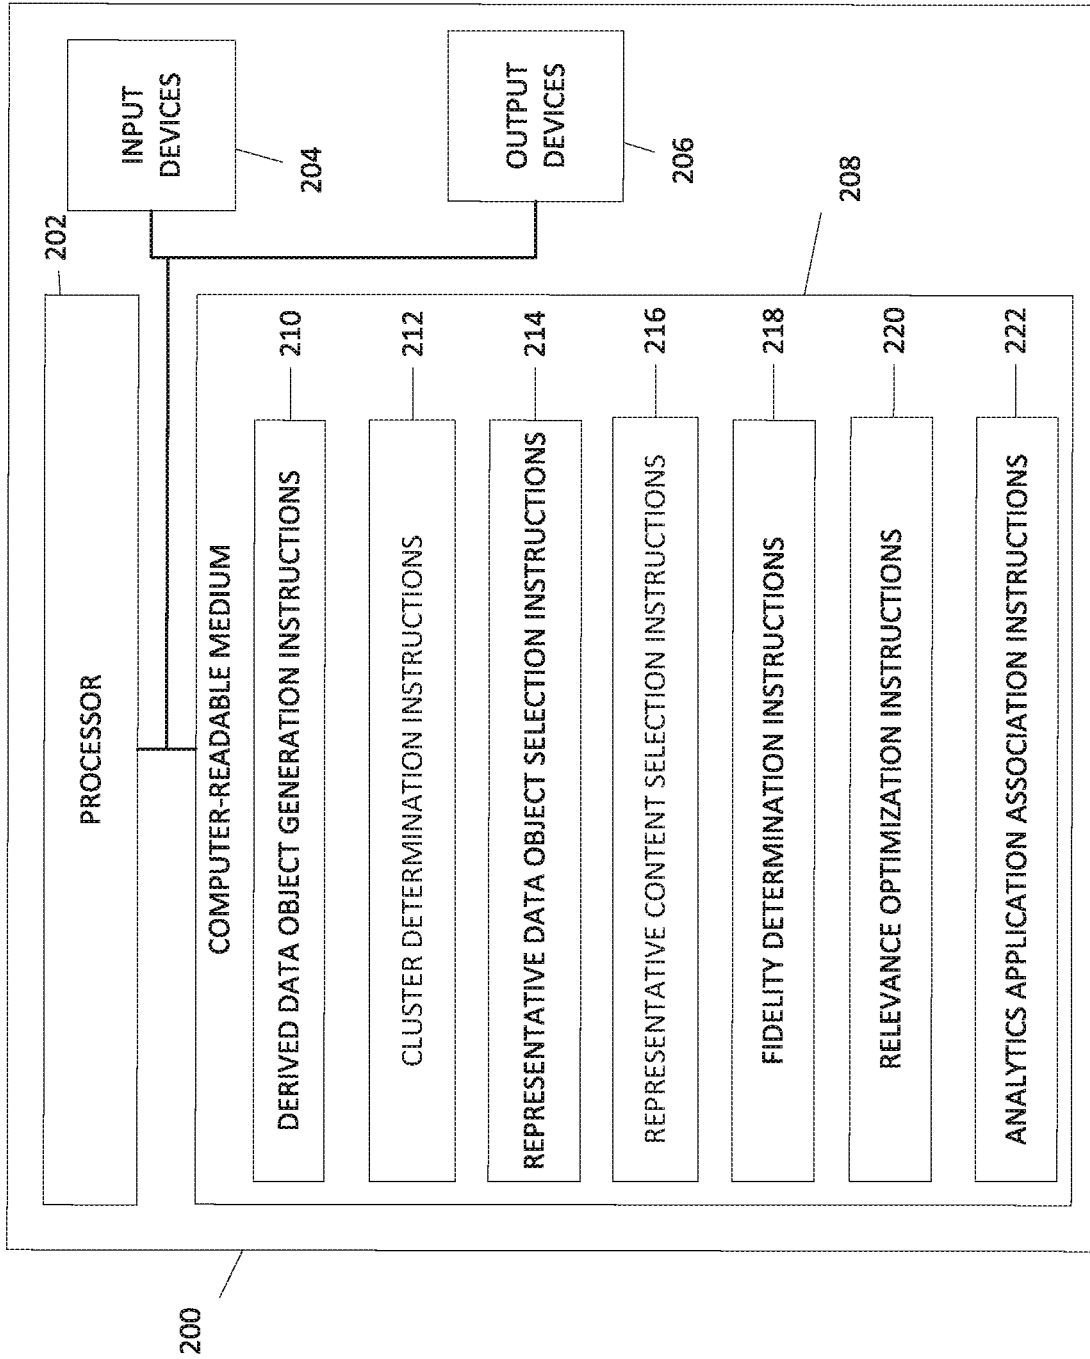 200
PROCESSOR
202
INPUT
DEVICES
204
OUTPUT
DEVICES
206
COMPUTER-READABLE MEDIUM
208
DERIVED DATA OBJECT GENERATION INSTRUCTIONS
210
CLUSTER DETERMINATION INSTRUCTIONS
212
REPRESENTATIVE DATA OBJECT SELECTION INSTRUCTIONS
214
REPRESENTATIVE CONTENT SELECTION INSTRUCTIONS
216
FIDELITY DETERMINATION INSTRUCTIONS
218
RELEVANCE OPTIMIZATION INSTRUCTIONS
220
ANALYTICS APPLICATION ASSOCIATION INSTRUCTIONS
222